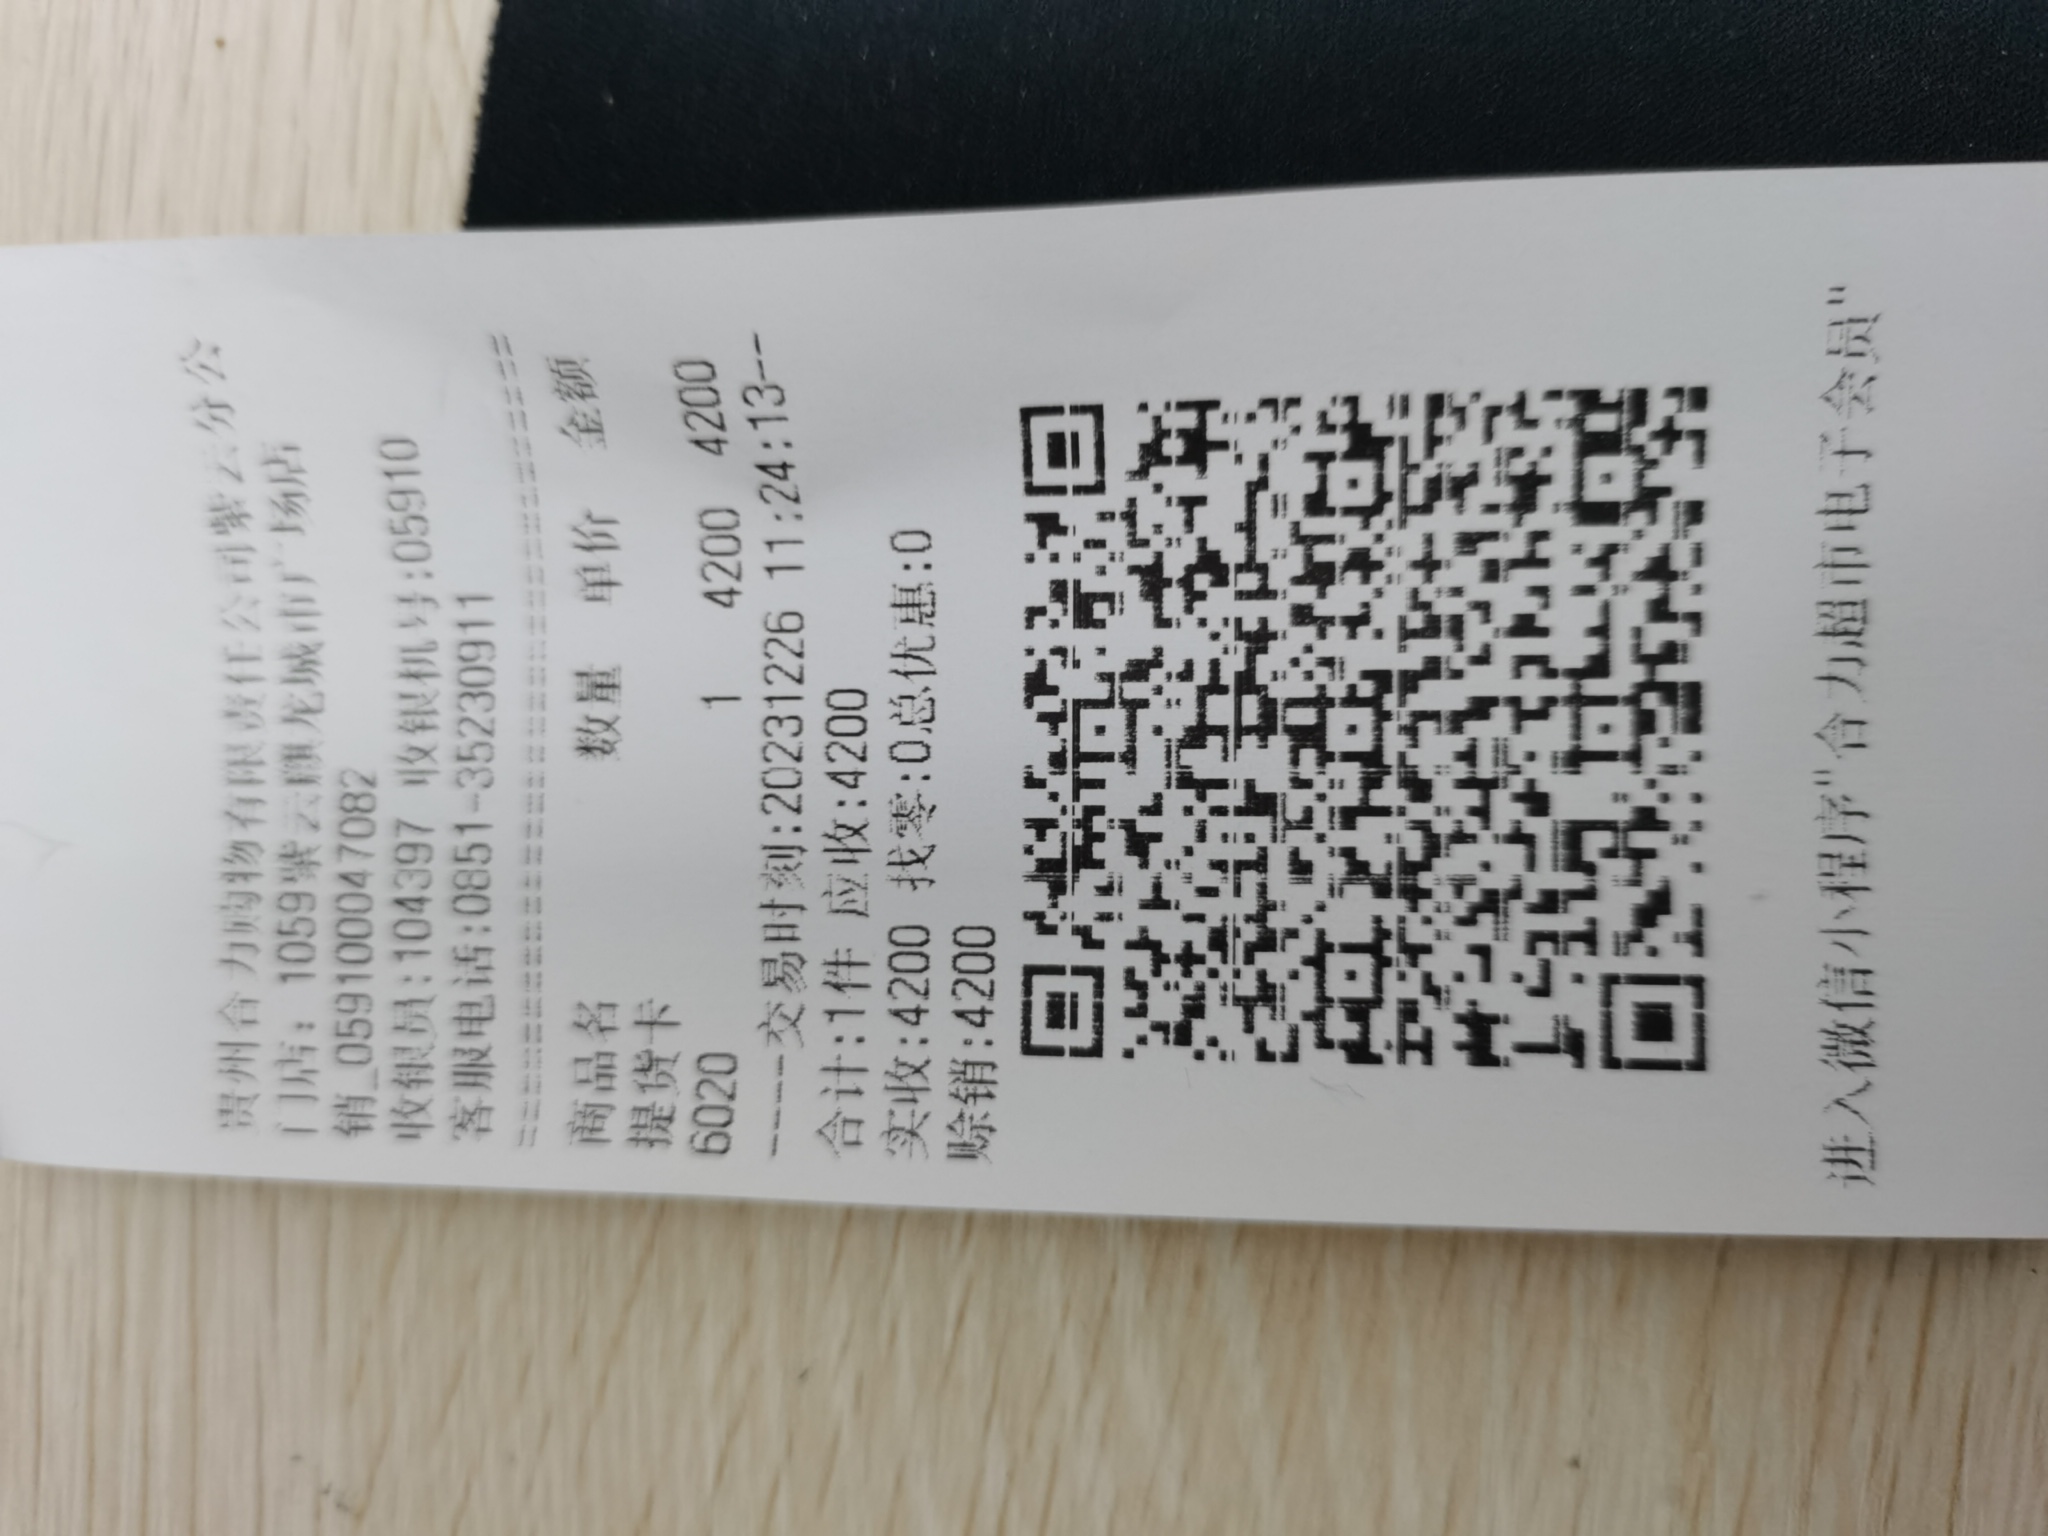 贵州合力购物有限责任公司紫云分公
门店: 1059紫云麒龙城市广场店
销_059100047082
收银员:104397 收银机号:05910
客服电话:0851-35230911
================================
商品名 数量 单价 金额
提货卡
6020 1 4200 4200
----交易时刻:20231226 11:24:13--
合计:1件 应收:4200
实收:4200 找零:0总优惠:0
赊销:4200
进入微信小程序"合力超市电子会员"